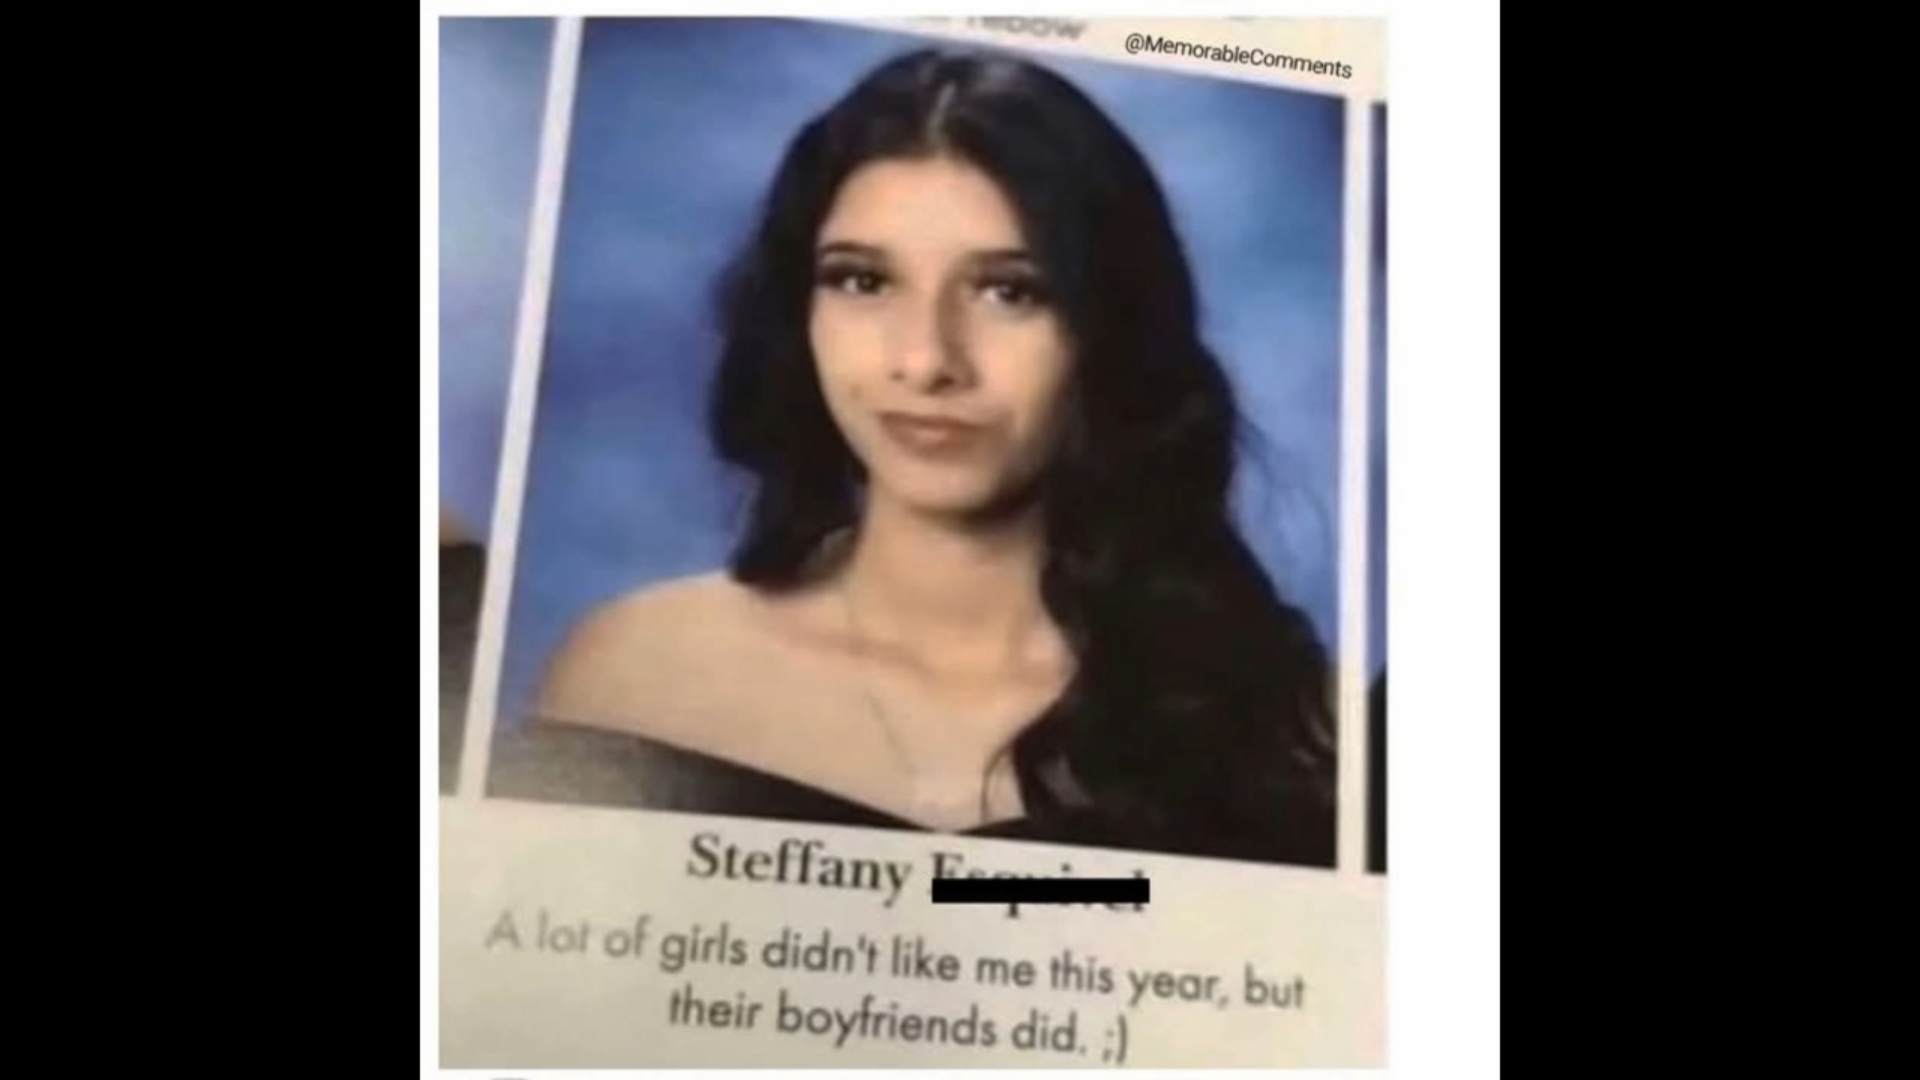 @MemorableComments
Steffany
A lot of girls didn't like me this year, but
their boyfriends did. ;)